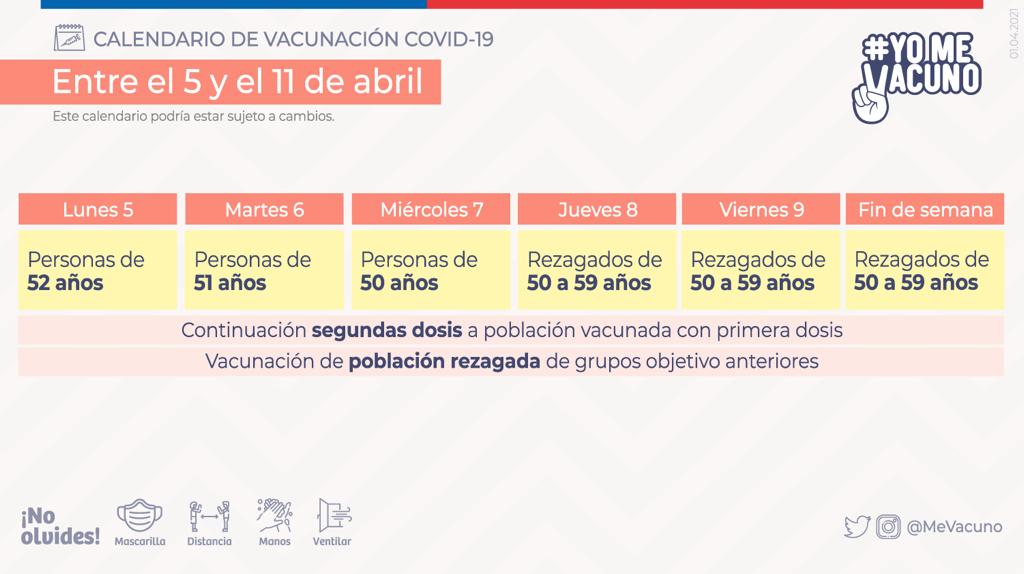 01.04.2021
CALENDARIO DE VACUNACIÓN COVID-19
Entre el 5 y el 11 de abril
Este calendario podría estar sujeto a cambios.
#YO ME
VACUNO
Lunes 5
Martes 6
Miércoles 7
Jueves 8
Viernes 9
Fin de semana
Personas de
52 años
Personas de
51 años
Personas de
50 años
Rezagados de
50 a 59 años
Rezagados de
50 a 59 años
Rezagados de
50 a 59 años
Continuación segundas dosis a población vacunada con primera dosis
Vacunación de población rezagada de grupos objetivo anteriores
¡No
olvides!
Mascarilla
Distancia
Manos
Ventilar
@MeVacuno